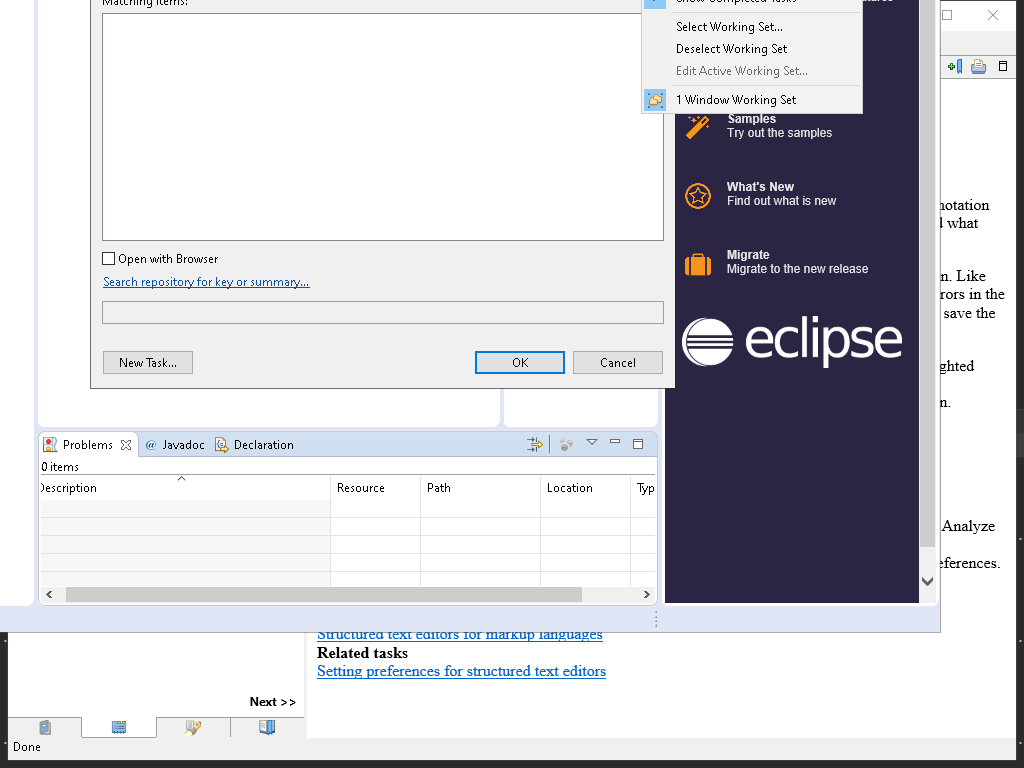 Matching items:
Show Completed Tasks
Select Working Set...
Deselect Working Set
Edit Active Working Set...
1 Window Working Set
Samples
Try out the samples
What's New
Find out what is new
Migrate
Migrate to the new release
eclipse
Open with Browser
Search repository for key or summary...
New Task...
OK
Cancel
what
n. Like
in the
save the
n.
Analyze
Problems
@ Javadoc
Declaration
0 items
Description
Resource
Path
Location
Typ
Structured text editors for markup languages
Related tasks
Setting preferences for structured text editors
Next >>
Done